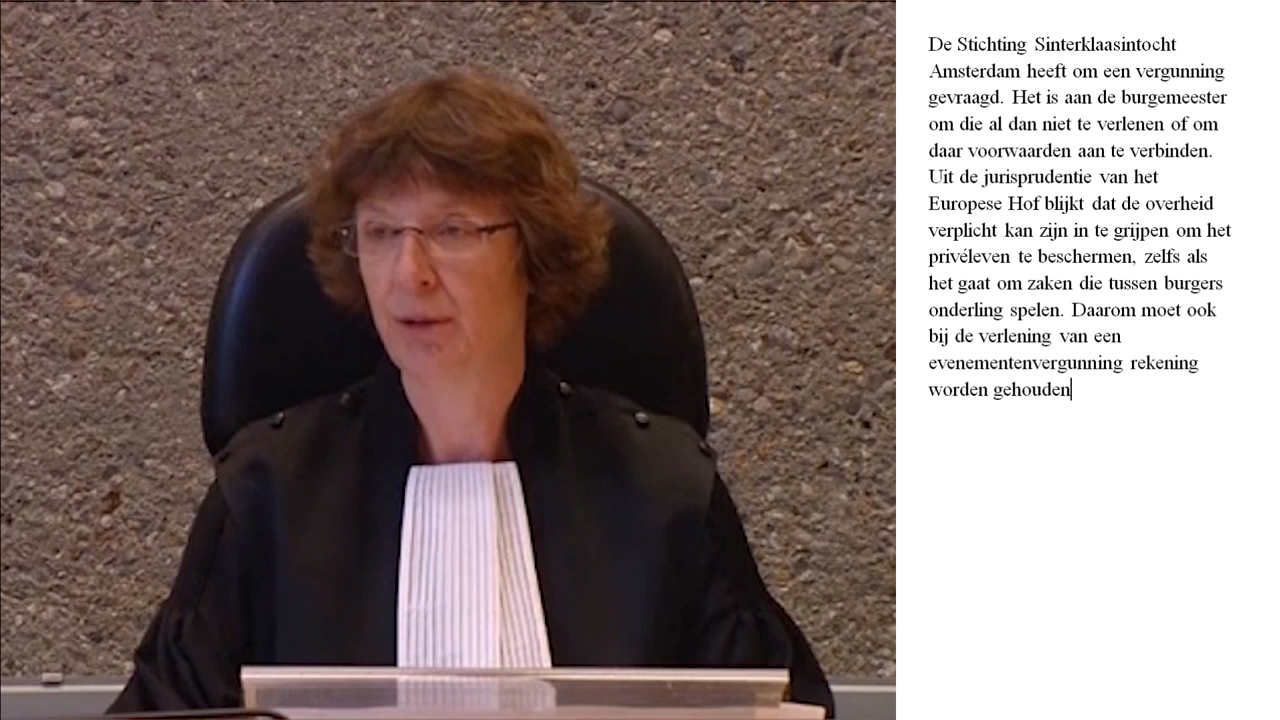 De Stichting Sinterklaasintocht
Amsterdam heeft om een vergunning
gevraagd. Het is aan de burgemeester
om die al dan niet te verlenen of om
daar voorwaarden aan te verbinden.
Uit de jurisprudentie van het
Europese Hof blijkt dat de overheid
verplicht kan zijn in te grijpen om het
privéleven te beschermen, zelfs als
het gaat om zaken die tussen burgers
onderling spelen. Daarom moet ook
bij de verlening van een
evenementenvergunning rekening
worden gehouden